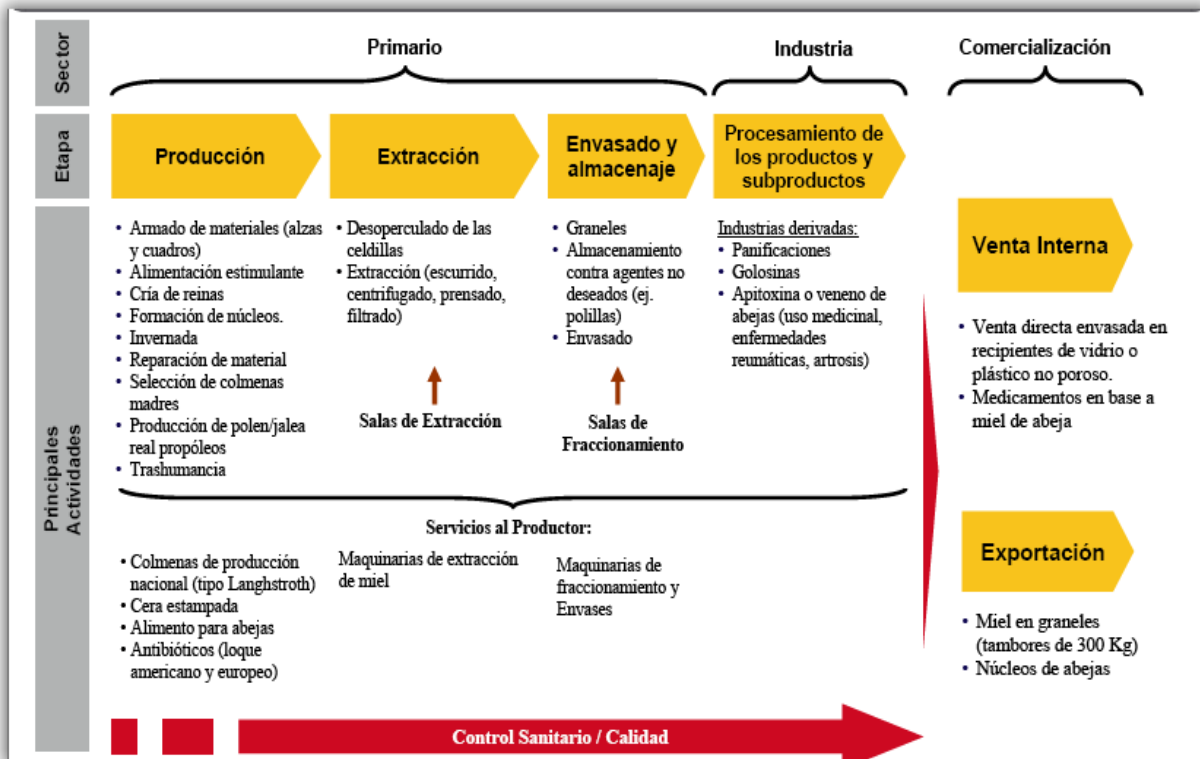 Sector
Primario
Industria
Comercialización
Etapa
Producción
Extracción
Envasado y
almacenaje
Procesamiento de
los productos y
subproductos
Principales
Actividades
• Armado de materiales (alzas
y cuadros)
• Alimentación estimulante
• Cría de reinas
• Formación de núcleos.
• Invernada
• Reparación de material
• Selección de colmenas
madres
• Producción de polen/jalea
real propóleos
• Trashumancia
• Desoperculado de las
celdillas
• Extracción (escurrido,
centrifugado, prensado,
filtrado)
Salas de Extracción
• Graneles
• Almacenamiento
contra agentes no
deseados (ej.
polillas)
• Envasado
Salas de
Fraccionamiento
Industrias derivadas:
• Panificaciones
• Golosinas
• Apitoxina o veneno de
abejas (uso medicinal,
enfermedades
reumáticas, artrosis)
Servicios al Productor:
• Colmenas de producción
nacional (tipo Langhstroth)
• Cera estampada
• Alimento para abejas
• Antibióticos (loque
americano y europeo)
Maquinarias de extracción
de miel
Maquinarias de
fraccionamiento y
Envases
Venta Interna
• Venta directa envasada en
recipientes de vidrio o
plástico no poroso.
• Medicamentos en base a
miel de abeja
Exportación
• Miel en graneles
(tambores de 300 Kg)
• Núcleos de abejas
Control Sanitario / Calidad